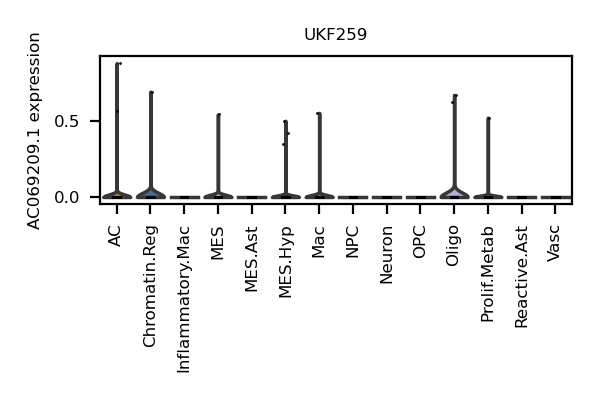 UKF259
AC069209.1 expression
0.5
0.0
AC
Chromatin.Reg
Inflammatory.Mac
MES
MES.Ast
MES.Hyp
Mac
NPC
Neuron
OPC
Oligo
Prolif.Metab
Reactive.Ast
Vasc